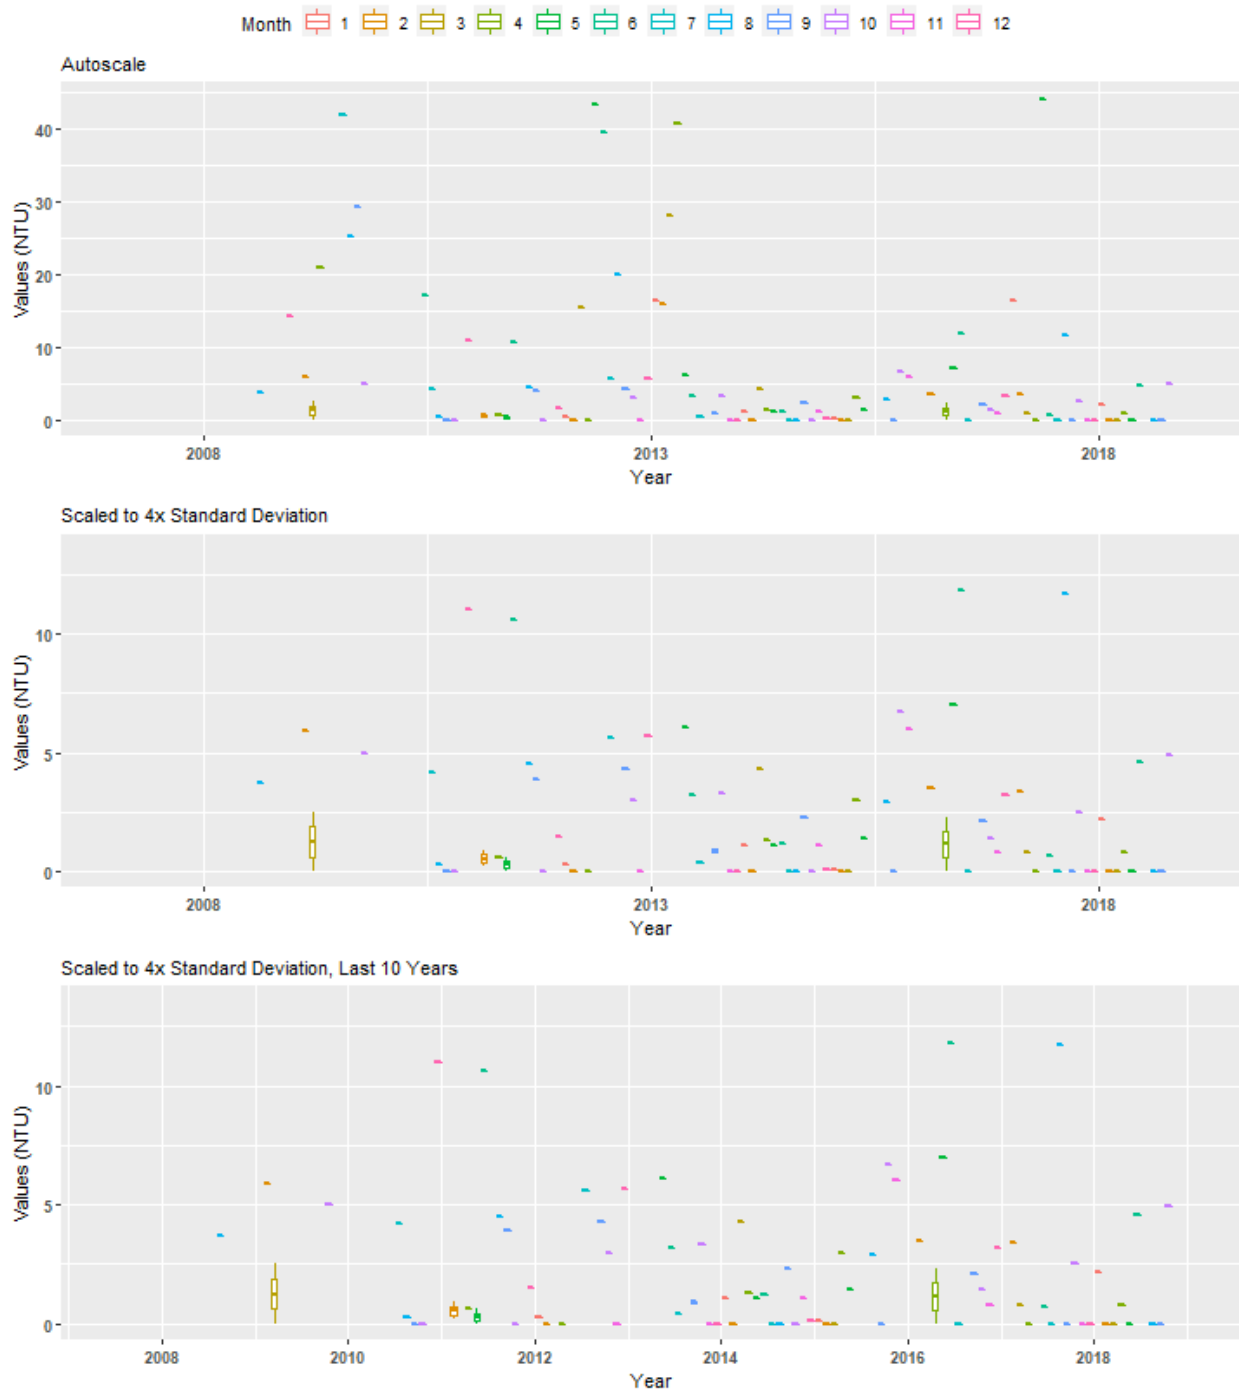 Month 1 2 3 4 5 6 7 8 9 10 11 12
Autoscale
40
30
20
10
0
Values (NTU)
2008 2013 2018
Year
Scaled to 4x Standard Deviation
10
5
0
Values (NTU)
2008 2013 2018
Year
Scaled to 4x Standard Deviation, Last 10 Years
10
5
0
Values (NTU)
2008 2010 2012 2014 2016 2018
Year